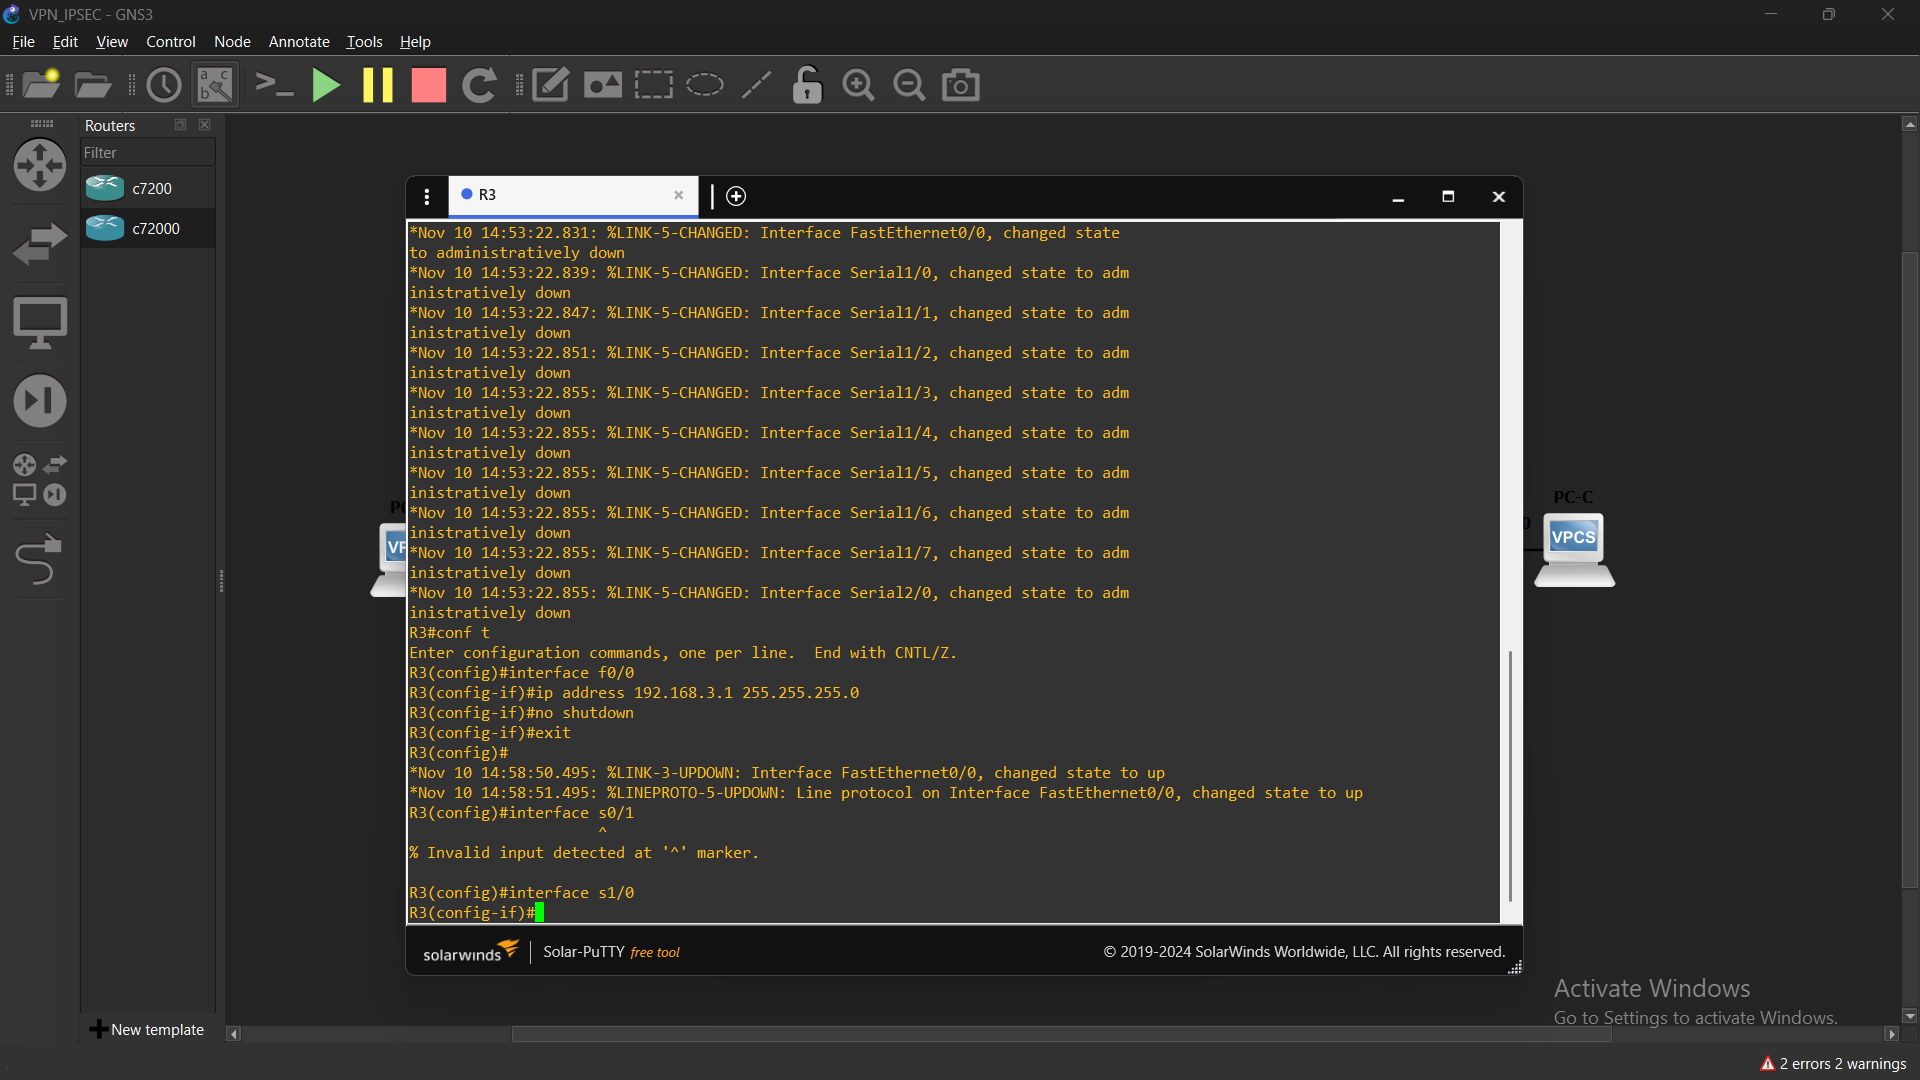 VPN_IPSEC - GNS3
File Edit View Control Node Annotate Tools Help
Routers
Filter
c7200
c72000
New template
R3
*Nov 10 14:53:22.831: %LINK-5-CHANGED: Interface FastEthernet0/0, changed state
to administratively down
*Nov 10 14:53:22.839: %LINK-5-CHANGED: Interface Serial1/0, changed state to adm
inistratively down
*Nov 10 14:53:22.847: %LINK-5-CHANGED: Interface Serial1/1, changed state to adm
inistratively down
*Nov 10 14:53:22.851: %LINK-5-CHANGED: Interface Serial1/2, changed state to adm
inistratively down
*Nov 10 14:53:22.855: %LINK-5-CHANGED: Interface Serial1/3, changed state to adm
inistratively down
*Nov 10 14:53:22.855: %LINK-5-CHANGED: Interface Serial1/4, changed state to adm
inistratively down
*Nov 10 14:53:22.855: %LINK-5-CHANGED: Interface Serial1/5, changed state to adm
inistratively down
*Nov 10 14:53:22.855: %LINK-5-CHANGED: Interface Serial1/6, changed state to adm
inistratively down
*Nov 10 14:53:22.855: %LINK-5-CHANGED: Interface Serial1/7, changed state to adm
inistratively down
*Nov 10 14:53:22.855: %LINK-5-CHANGED: Interface Serial2/0, changed state to adm
inistratively down
R3#conf t
Enter configuration commands, one per line.  End with CNTL/Z.
R3(config)#interface f0/0
R3(config-if)#ip address 192.168.3.1 255.255.255.0
R3(config-if)#no shutdown
R3(config-if)#exit
R3(config)#
*Nov 10 14:58:50.495: %LINK-3-UPDOWN: Interface FastEthernet0/0, changed state to up
*Nov 10 14:58:51.495: %LINEPROTO-5-UPDOWN: Line protocol on Interface FastEthernet0/0, changed state to up
R3(config)#interface s0/1
^
% Invalid input detected at '^' marker.
R3(config)#interface s1/0
R3(config-if)#
solarwinds Solar-PuTTY free tool
© 2019-2024 SolarWinds Worldwide, LLC. All rights reserved.
PC-C
VPCS
Activate Windows
Go to Settings to activate Windows.
2 errors 2 warnings